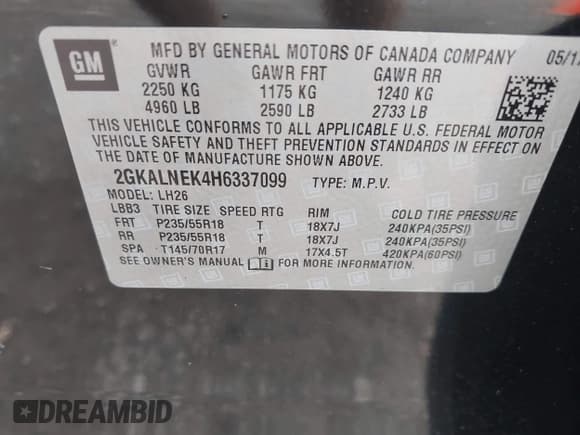 GM
MFD BY GENERAL MOTORS OF CANADA COMPANY 05/17
GVWR GAWR FRT GAWR RR
2250 KG 1175 KG 1240 KG
4960 LB 2590 LB 2733 LB
THIS VEHICLE CONFORMS TO ALL APPLICABLE U.S. FEDERAL MOTOR
VEHICLE SAFETY AND THEFT PREVENTION STANDARDS IN EFFECT ON
THE DATE OF MANUFACTURE SHOWN ABOVE.
2GKALNEK4H6337099 TYPE: M.P.V.
MODEL: LH26
LBB3 TIRE SIZE SPEED RTG RIM COLD TIRE PRESSURE
FRT P235/55R18 T 18X7J 240KPA(35PSI)
RR P235/55R18 T 18X7J 240KPA(35PSI)
SPA T145/70R17 M 17X4.5T 420KPA(60PSI)
SEE OWNER'S MANUAL FOR MORE INFORMATION
DREAMBID